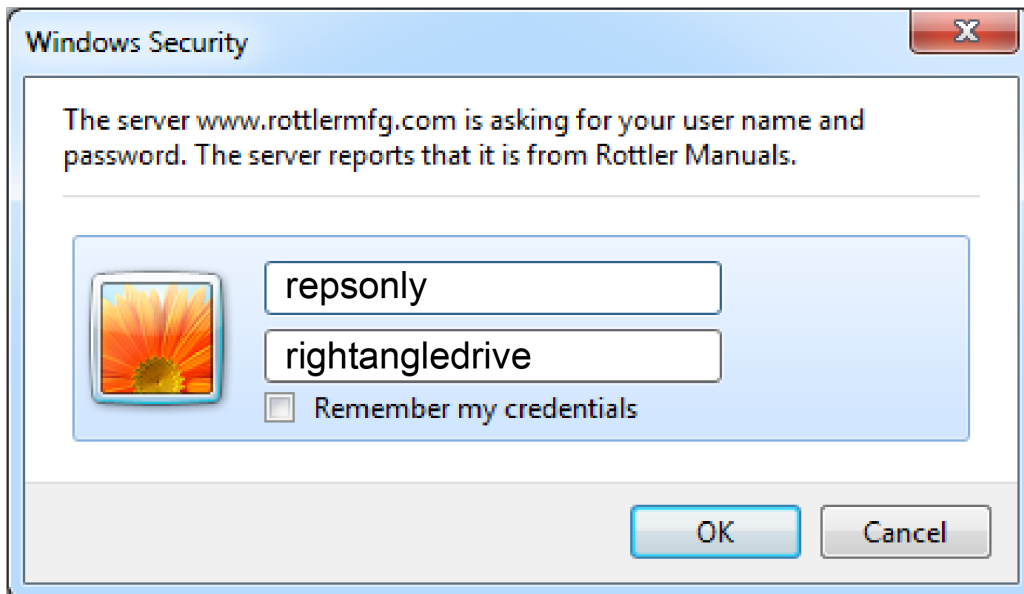 Windows Security
The server www.rottlermfg.com is asking for your user name and
password. The server reports that it is from Rottler Manuals.
repsonly
rightangledrive
Remember my credentials
OK
Cancel